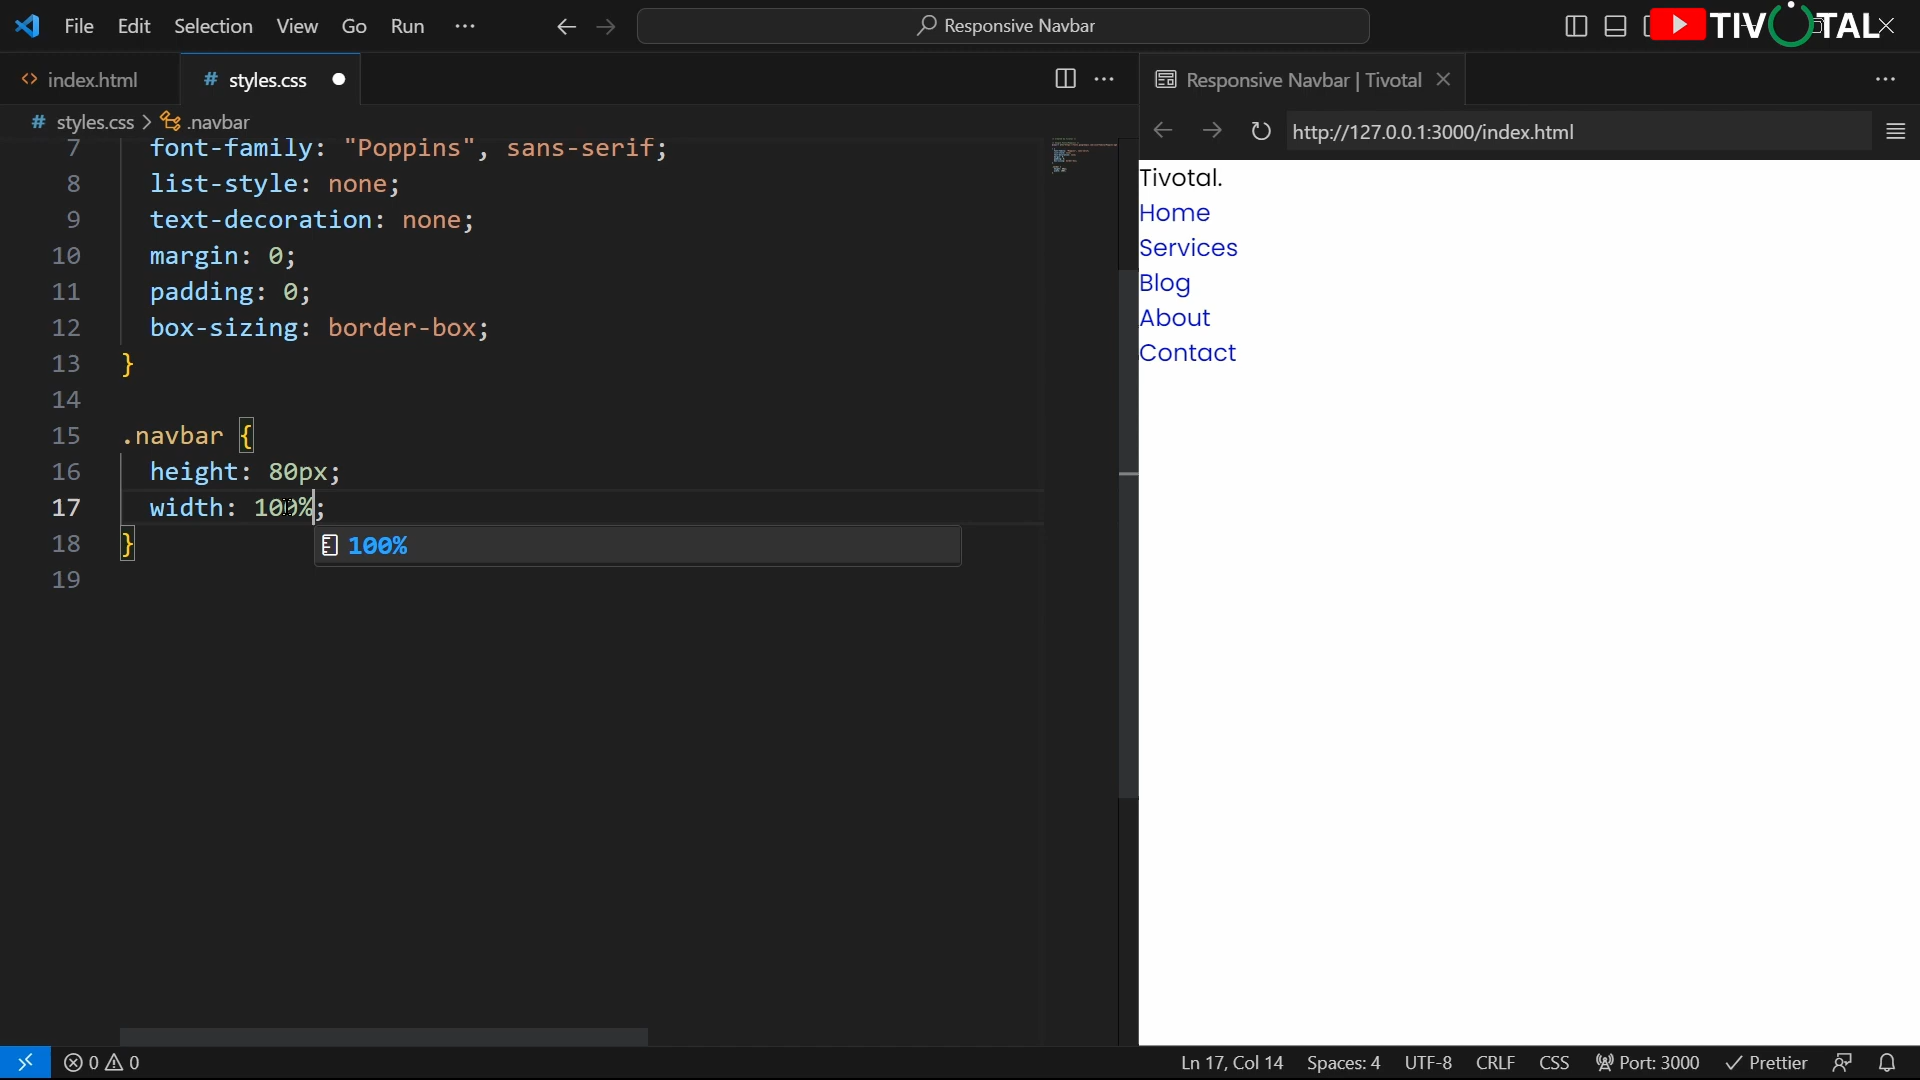 File Edit Selection View Go Run ··· Responsive Navbar TIVOTAL
index.html # styles.css Responsive Navbar | Tivotal
# styles.css > .navbar http://127.0.0.1:3000/index.html
7 font-family: "Poppins", sans-serif;
8 list-style: none;
9 text-decoration: none;
10 margin: 0;
11 padding: 0;
12 box-sizing: border-box;
13 }
14
15 .navbar {
16 height: 80px;
17 width: 100%;
18 }
100%
19
Tivotal.
Home
Services
Blog
About
Contact
0 0 Ln 17, Col 14 Spaces: 4 UTF-8 CRLF CSS Port: 3000 Prettier